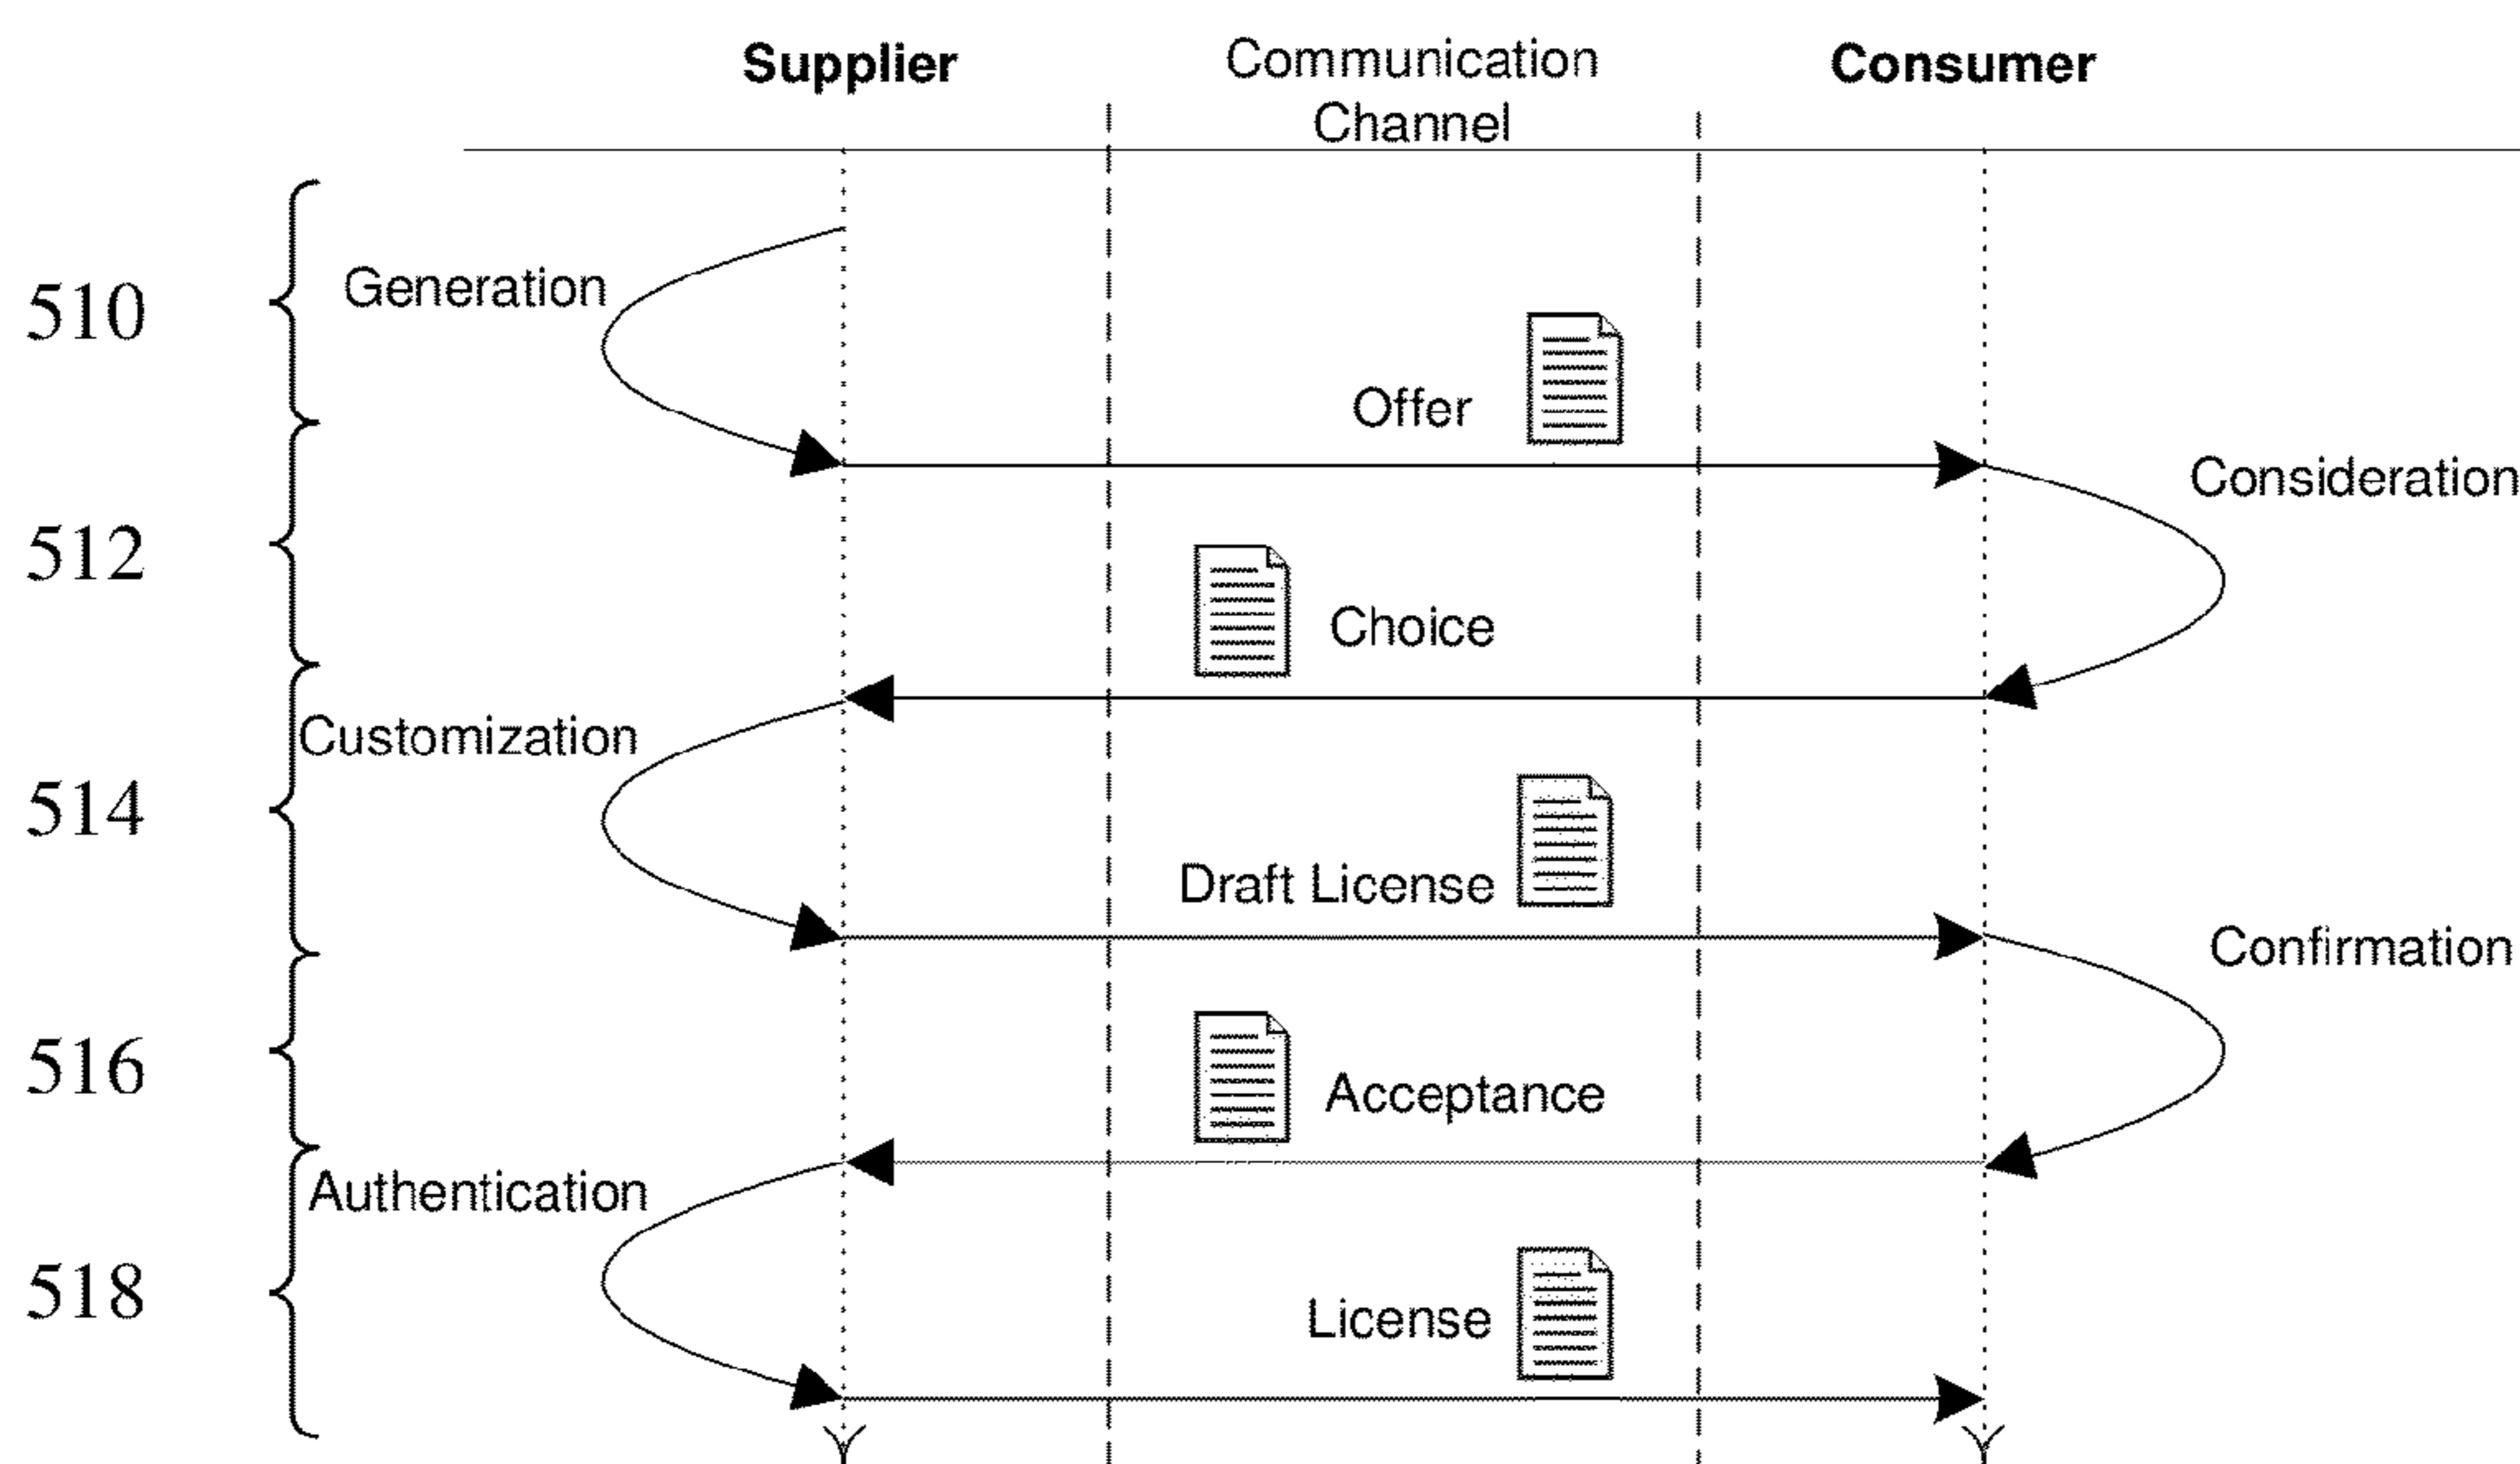 Supplier
Communication
Channel
Consumer
510
Generation
Offer
Consideration
512
Choice
Customization
514
Draft License
Confirmation
516
Acceptance
Authentication
518
License